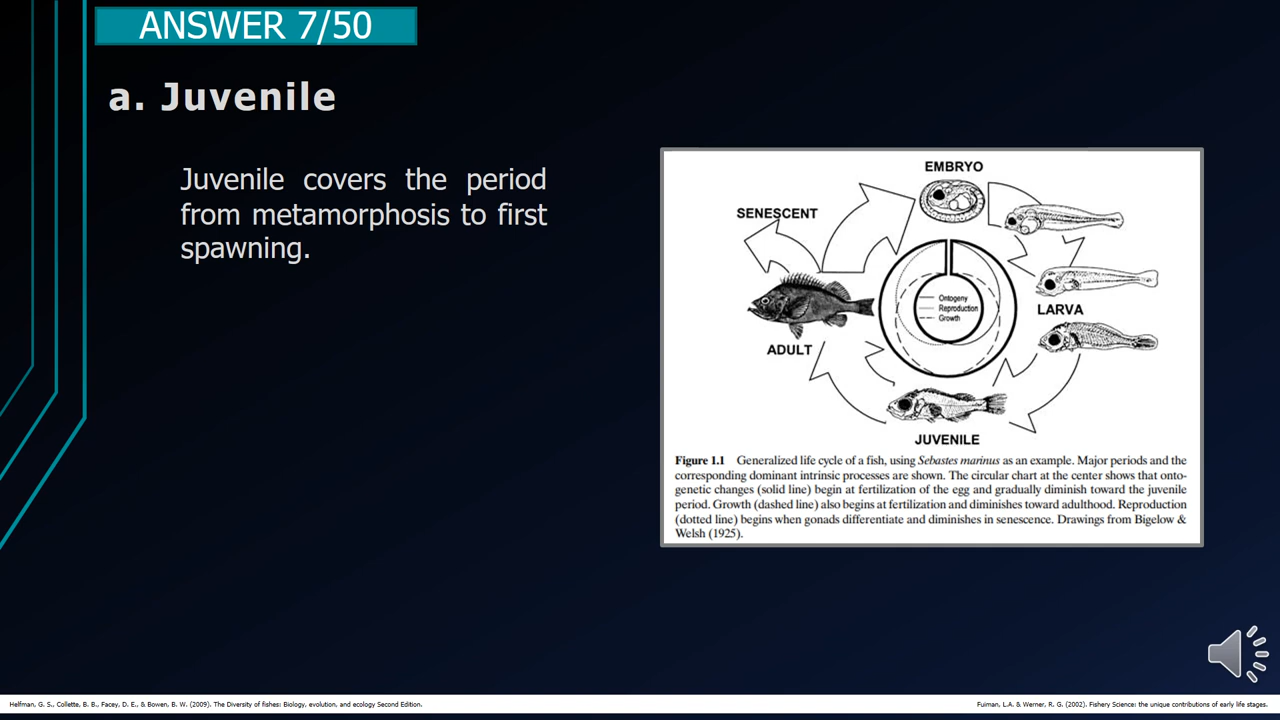 ANSWER 7/50
a. Juvenile
Juvenile covers the period
from metamorphosis to first
spawning.
EMBRYO
SENESCENT
Ontogeny
Reproduction
Growth
LARVA
ADULT
JUVENILE
Figure 1.1 Generalized life cycle of a fish, using Sebastes marinus as an example. Major periods and the
corresponding dominant intrinsic processes are shown. The circular chart at the center shows that onto-
genetic changes (solid line) begin at fertilization of the egg and gradually diminish toward the juvenile
period. Growth (dashed line) also begins at fertilization and diminishes toward adulthood. Reproduction
(dotted line) begins when gonads differentiate and diminishes in senescence. Drawings from Bigelow &
Welsh (1925).
Helfman, G. S., Collette, B. B., Facey, D. E., & Bowen, B. W. (2009). The Diversity of fishes: Biology, evolution, and ecology Second Edition.
Fuiman, L.A. & Werner, R. G. (2002). Fishery Science: the unique contributions of early life stages.